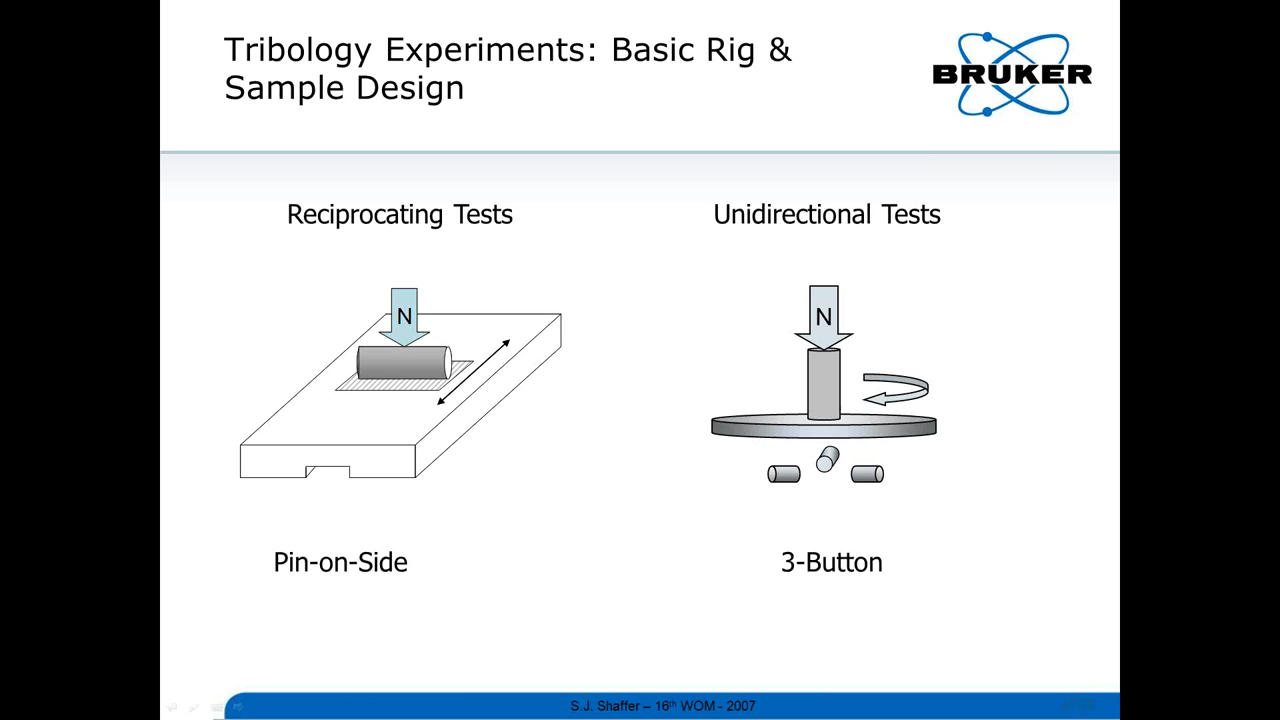 Tribology Experiments: Basic Rig &
Sample Design
BRUKER
Reciprocating Tests
Unidirectional Tests
N
N
Pin-on-Side
3-Button
S.J. Shaffer – 16th WOM - 2007